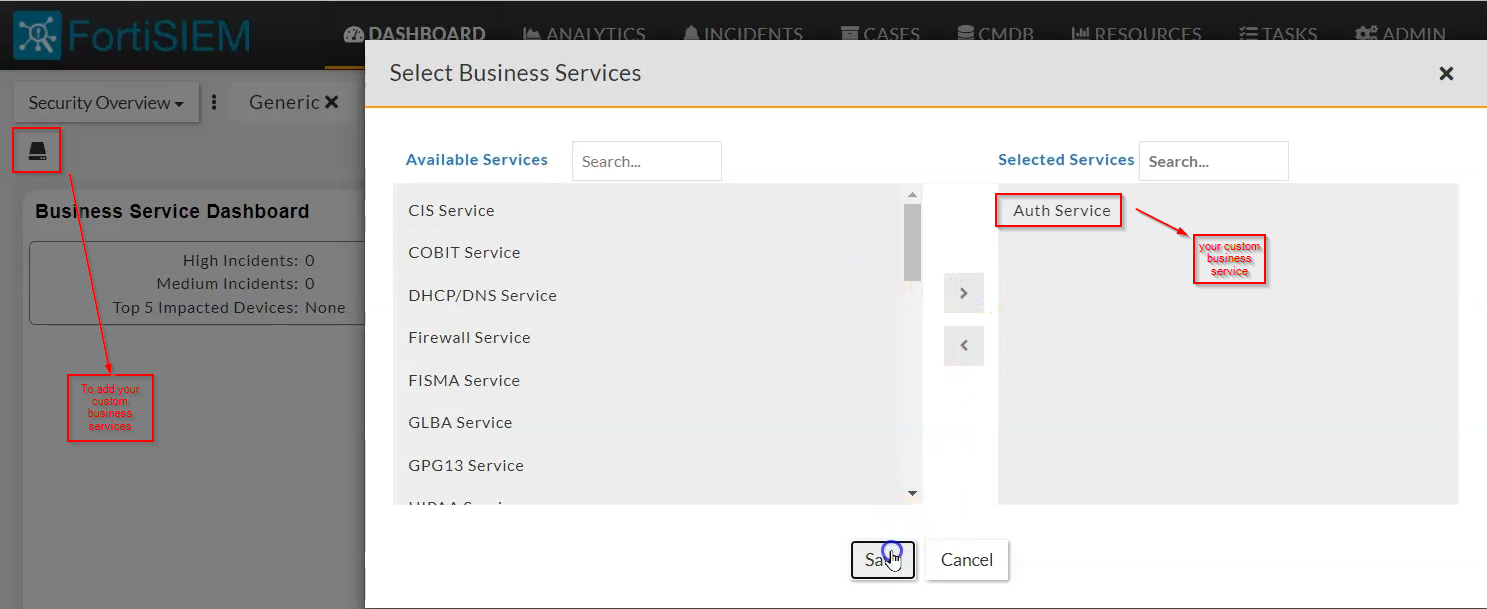 FortiSIEM
DASHBOARD
ANALYTICS
INCIDENTS
CASES
CMDB
RESOURCES
TASKS
ADMIN
Select Business Services
Security Overview
Generic
Available Services
Search...
Selected Services
Search...
Business Service Dashboard
High Incidents: 0
Medium Incidents: 0
Top 5 Impacted Devices: None
CIS Service
COBIT Service
DHCP/DNS Service
Firewall Service
FISMA Service
GLBA Service
GPG13 Service
Auth Service
your custom
business
service
To add your
custom
business
services
Cancel